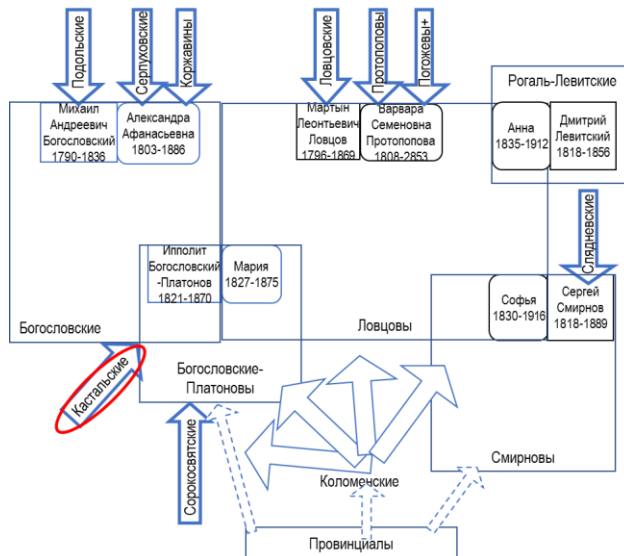 Подольские
Серпуховские
Коржавины
Ловцовские
Протопоповы
Погожевы+
Рогаль-Левитские
Михаил
Андреевич
Богословский
1790-1836
Александра
Афанасьевна
1803-1886
Мартын
Леонтьевич
Ловцов
1796-1869
Варвара
Семеновна
Протопопова
1808-2853
Анна
1835-1912
Дмитрий
Левитский
1818-1856
Слядневские
Ипполит
Богословский
-Платонов
1821-1870
Мария
1827-1875
Софья
1830-1916
Сергей
Смирнов
1818-1889
Богословские
Ловцовы
Кастальские
Богословские-
Платоновы
Сорокосвятские
Коломенские
Смирновы
Провинциалы